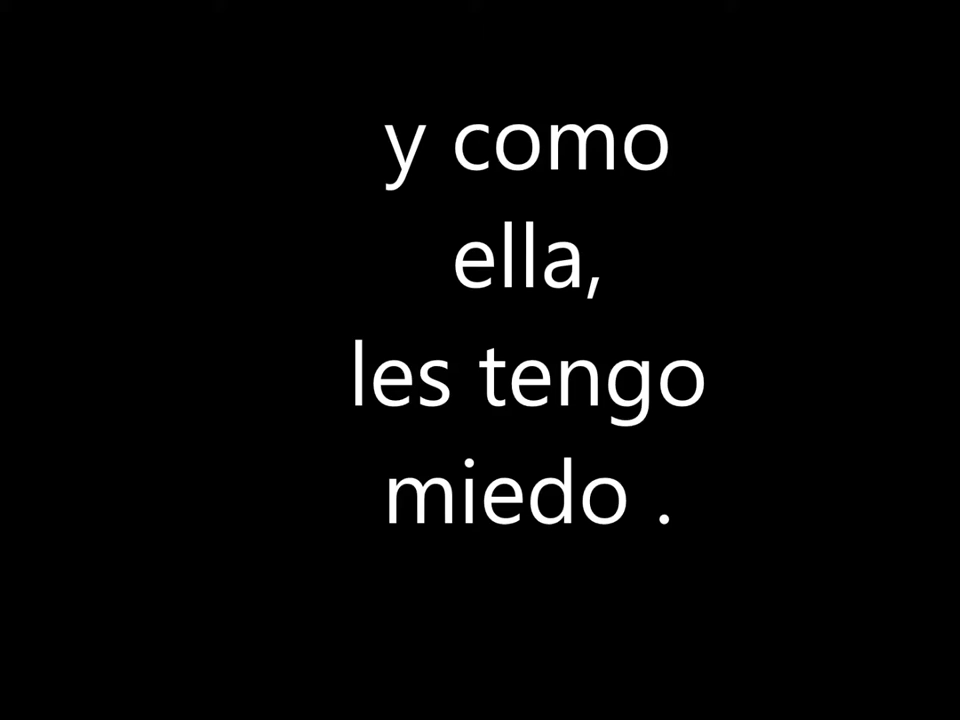 y como
ella,
les tengo
miedo .